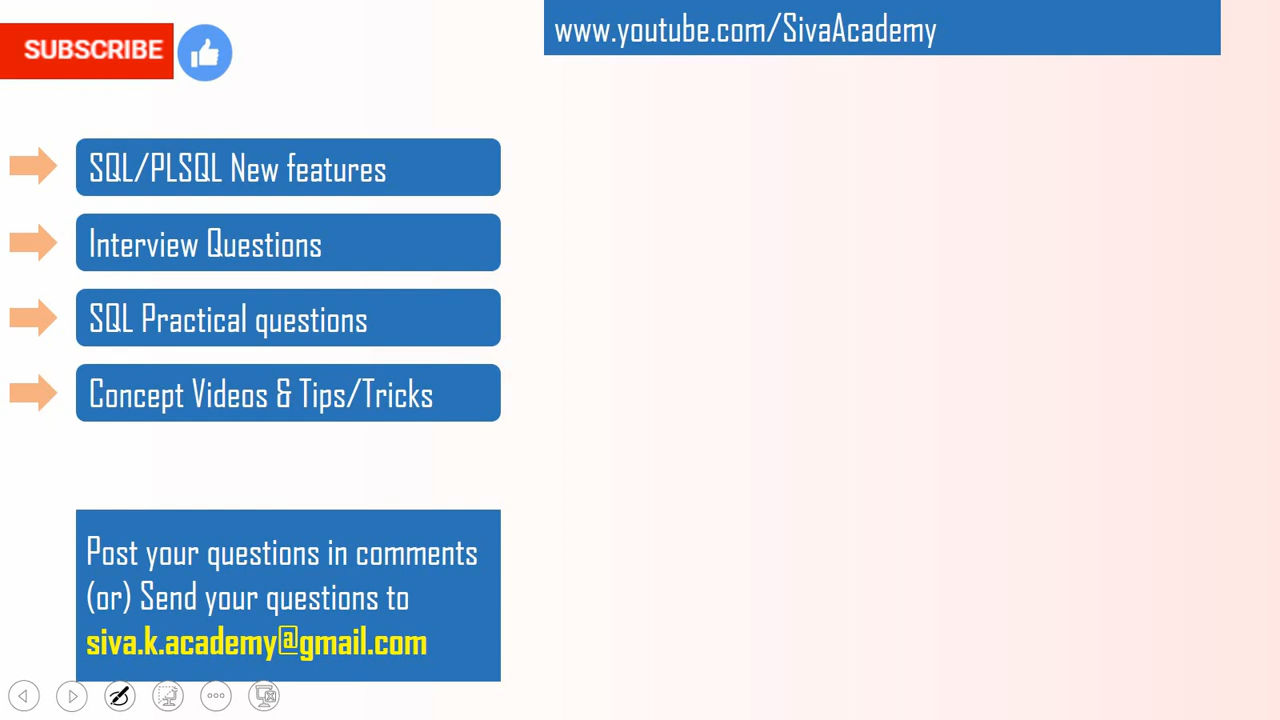 SUBSCRIBE
www.youtube.com/SivaAcademy
SQL/PLSQL New features
Interview Questions
SQL Practical questions
Concept Videos & Tips/Tricks
Post your questions in comments
(or) Send your questions to
siva.k.academy@gmail.com